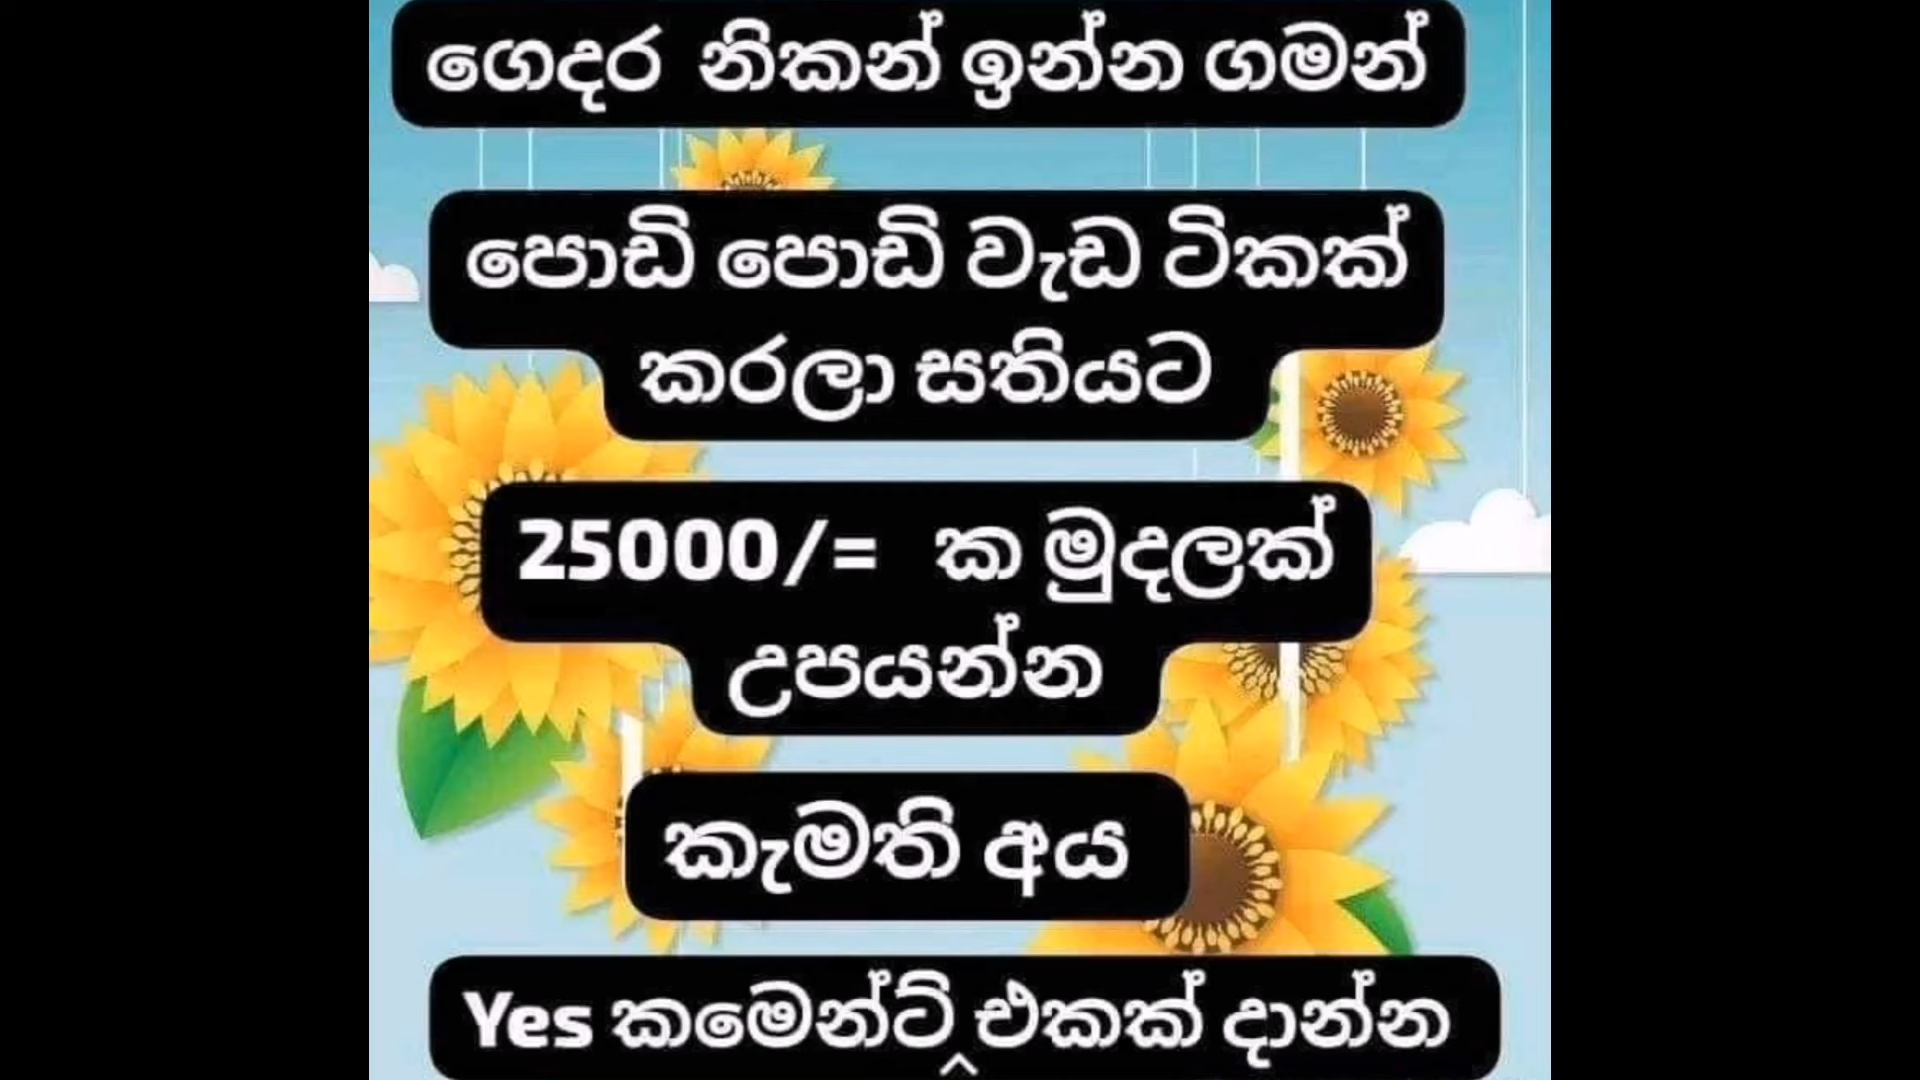 ගෙදර නිකන් ඉන්න ගමන්
පොඩි පොඩි වැඩ ටිකක්
කරලා සතියට
25000/= ක මුදලක්
උපයන්න
කැමති අය
Yes කමෙන්ට් එකක් දාන්න